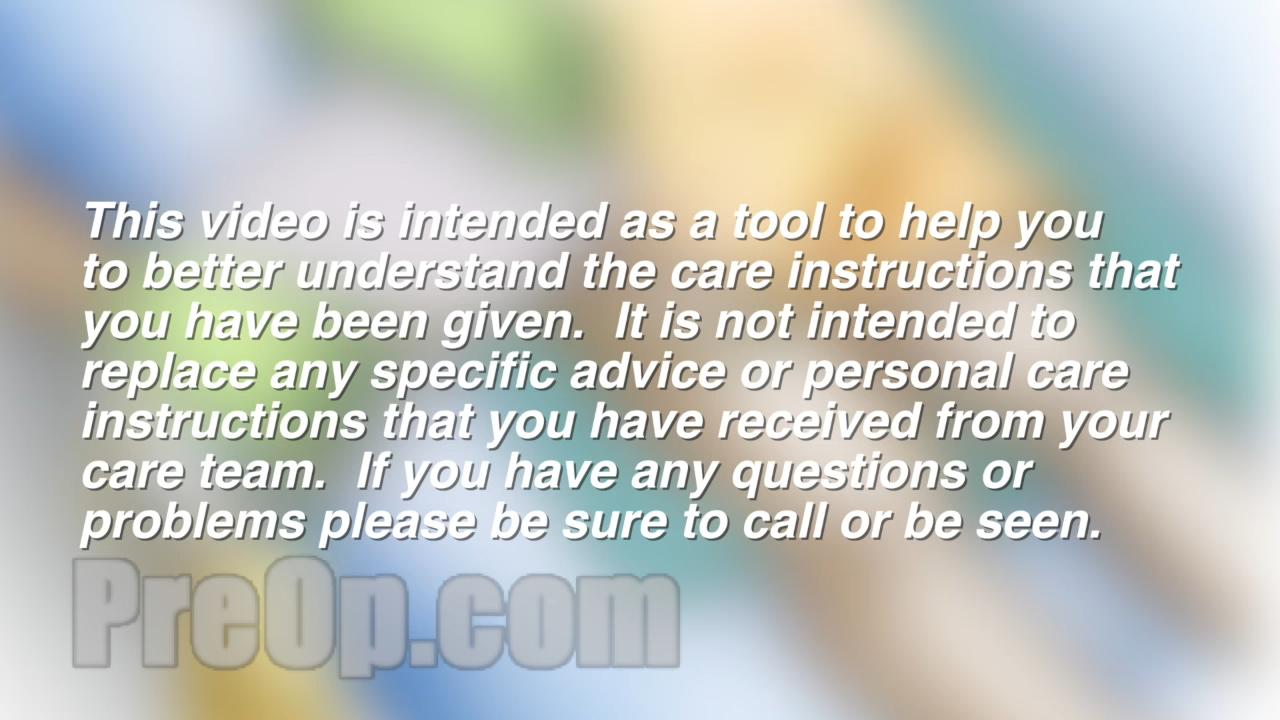 This video is intended as a tool to help you
to better understand the care instructions that
you have been given.  It is not intended to
replace any specific advice or personal care
instructions that you have received from your
care team.  If you have any questions or
problems please be sure to call or be seen.
PreOp.com